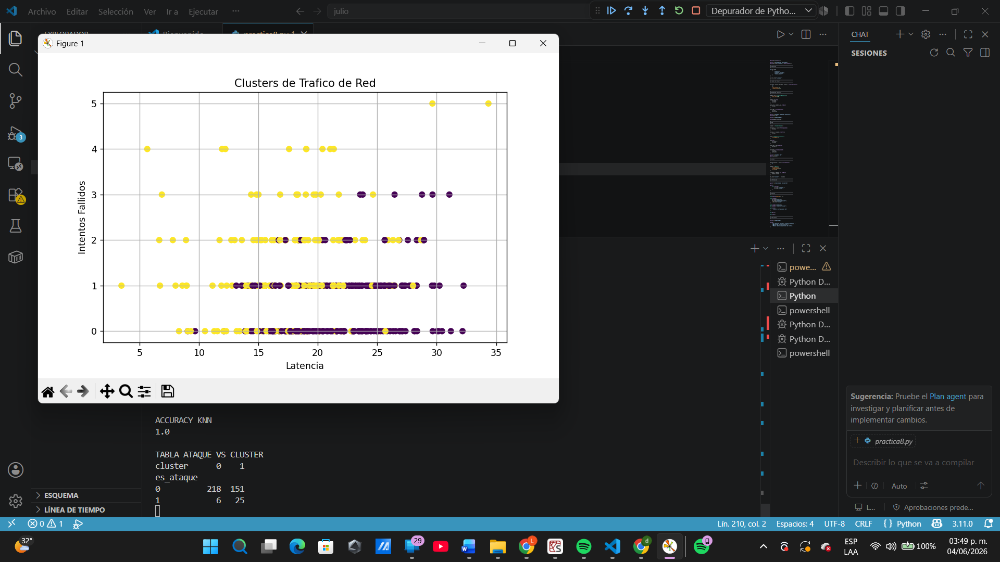 Archivo Editar Selección Ver Ir a Ejecutar ···
julio
Depurador de Pytho...
Figure 1
Clusters de Trafico de Red
5
4
3
2
1
0
Intentos Fallidos
5 10 15 20 25 30 35
Latencia
CHAT
SESIONES
3
powe...
Python D...
Python
powershell
Python D...
Python D...
powershell
ACCURACY KNN
1.0
TABLA ATAQUE VS CLUSTER
cluster 0 1
es_ataque
0 218 151
1 6 25
ESQUEMA
LÍNEA DE TIEMPO
Sugerencia: Pruebe el Plan agent para
investigar y planificar antes de
implementar cambios.
practica8.py
Describir lo que se va a compilar
Auto
L... Aprobaciones prede...
0 1
Lín. 210, col. 2 Espacios: 4 UTF-8 CRLF { } Python 3.11.0
32°
29
L
d
ESP
LAA
100%
03:49 p. m.
04/06/2026